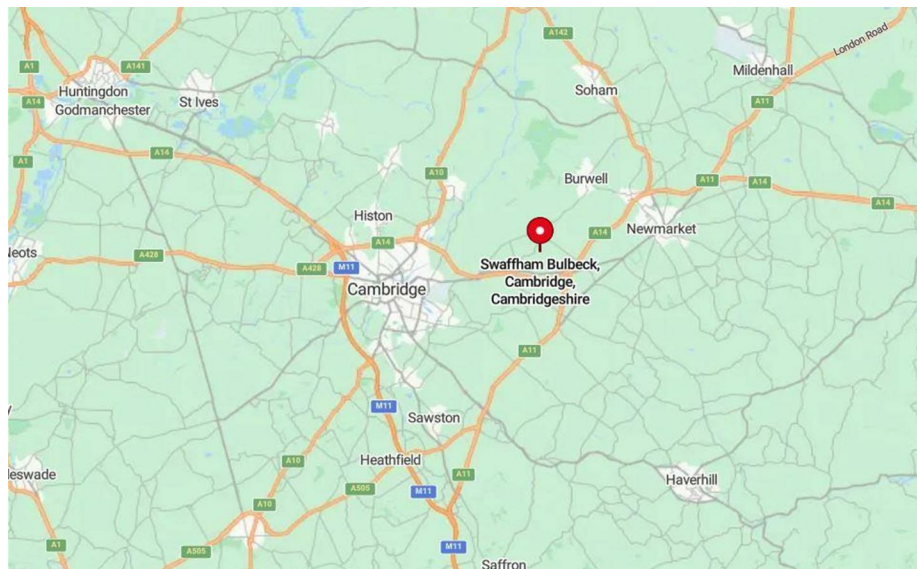 A142
London Road
A1
A141
Mildenhall
Huntingdon
Soham
A14
St Ives
Godmanchester
A11
A1
A14
A10
Burwell
A11
A14
A14
Histon
Newmarket
A14
A14
Neots
A428
A428
M11
Swaffham Bulbeck,
Cambridge,
Cambridgeshire
Cambridge
A11
M11
Sawston
Heathfield
A10
A11
Haverhill
leswade
A505
M11
A10
A1
A505
M11
Saffron